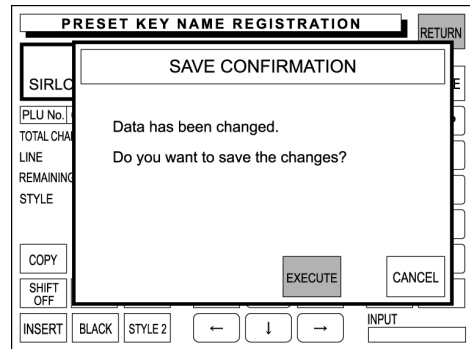 PRESET KEY NAME REGISTRATION
RETURN
SAVE CONFIRMATION
SIRLO
E
PLU No.
TOTAL CHA
Data has been changed.
LINE
Do you want to save the changes?
REMAINING
STYLE
COPY
EXECUTE
CANCEL
SHIFT
OFF
INSERT
BLACK
STYLE 2
←
↓
→
INPUT